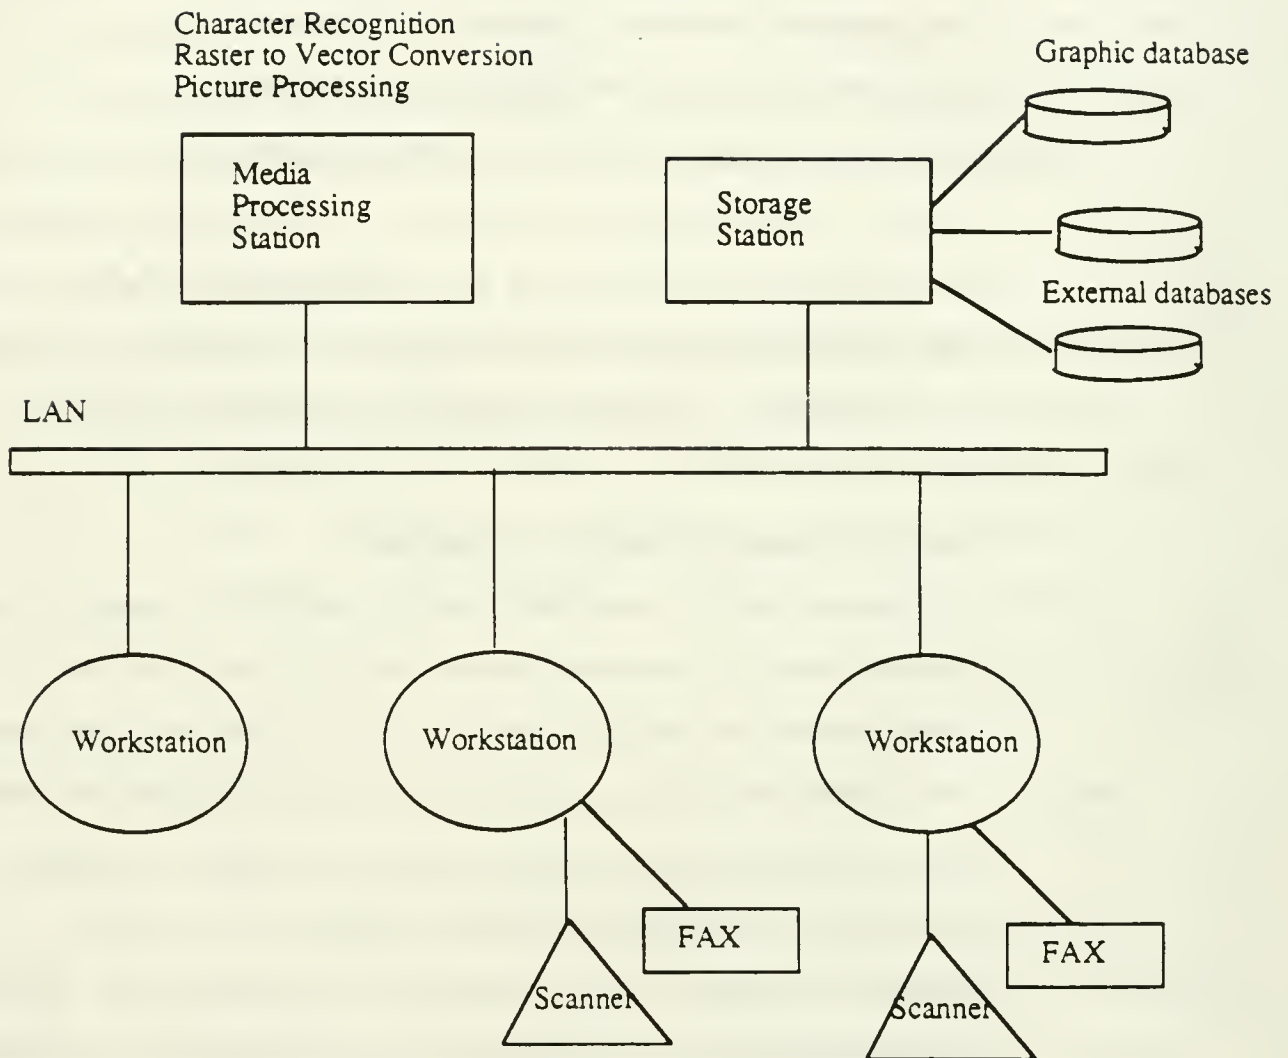 Character Recognition
Raster to Vector Conversion
Picture Processing
Graphic database
Media
Processing
Station
Storage
Station
External databases
LAN
Workstation
Workstation
Workstation
FAX
Scanner
FAX
Scanner